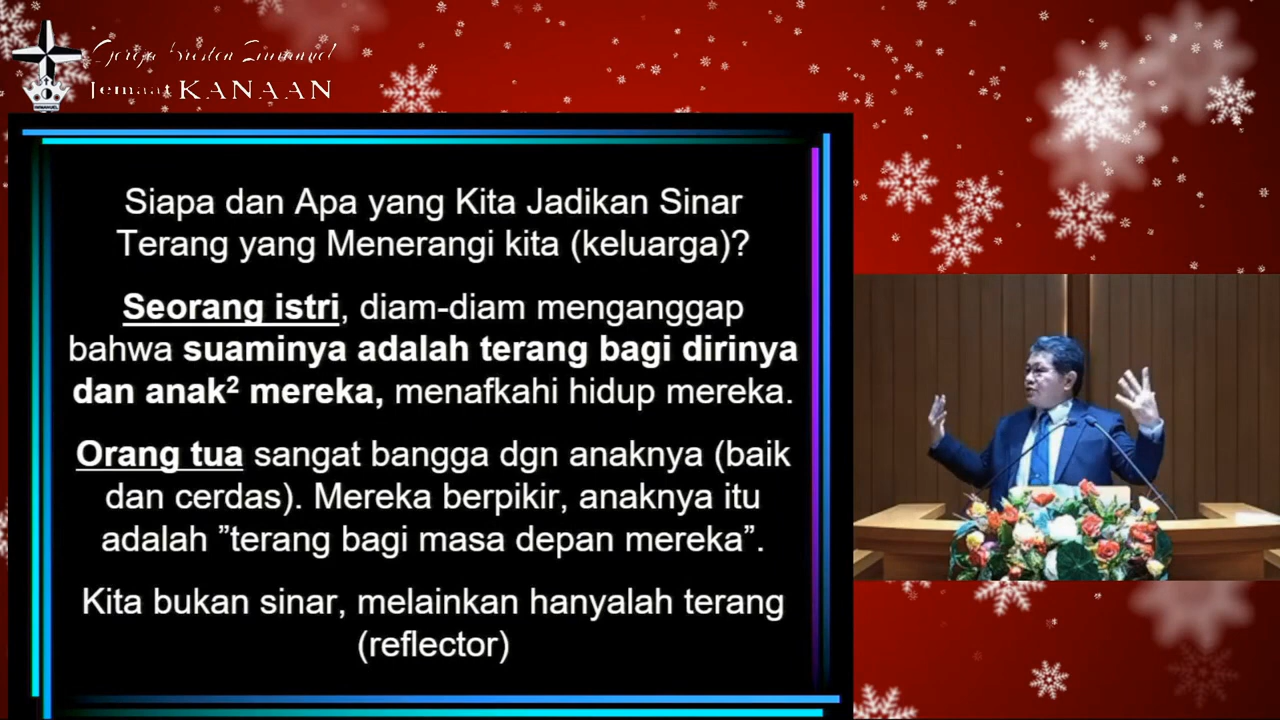 Gereja Kristen Immanuel
Jemaat KANAAN
Siapa dan Apa yang Kita Jadikan Sinar
Terang yang Menerangi kita (keluarga)?
Seorang istri, diam-diam menganggap
bahwa suaminya adalah terang bagi dirinya
dan anak² mereka, menafkahi hidup mereka.
Orang tua sangat bangga dgn anaknya (baik
dan cerdas). Mereka berpikir, anaknya itu
adalah ”terang bagi masa depan mereka”.
Kita bukan sinar, melainkan hanyalah terang
(reflector)